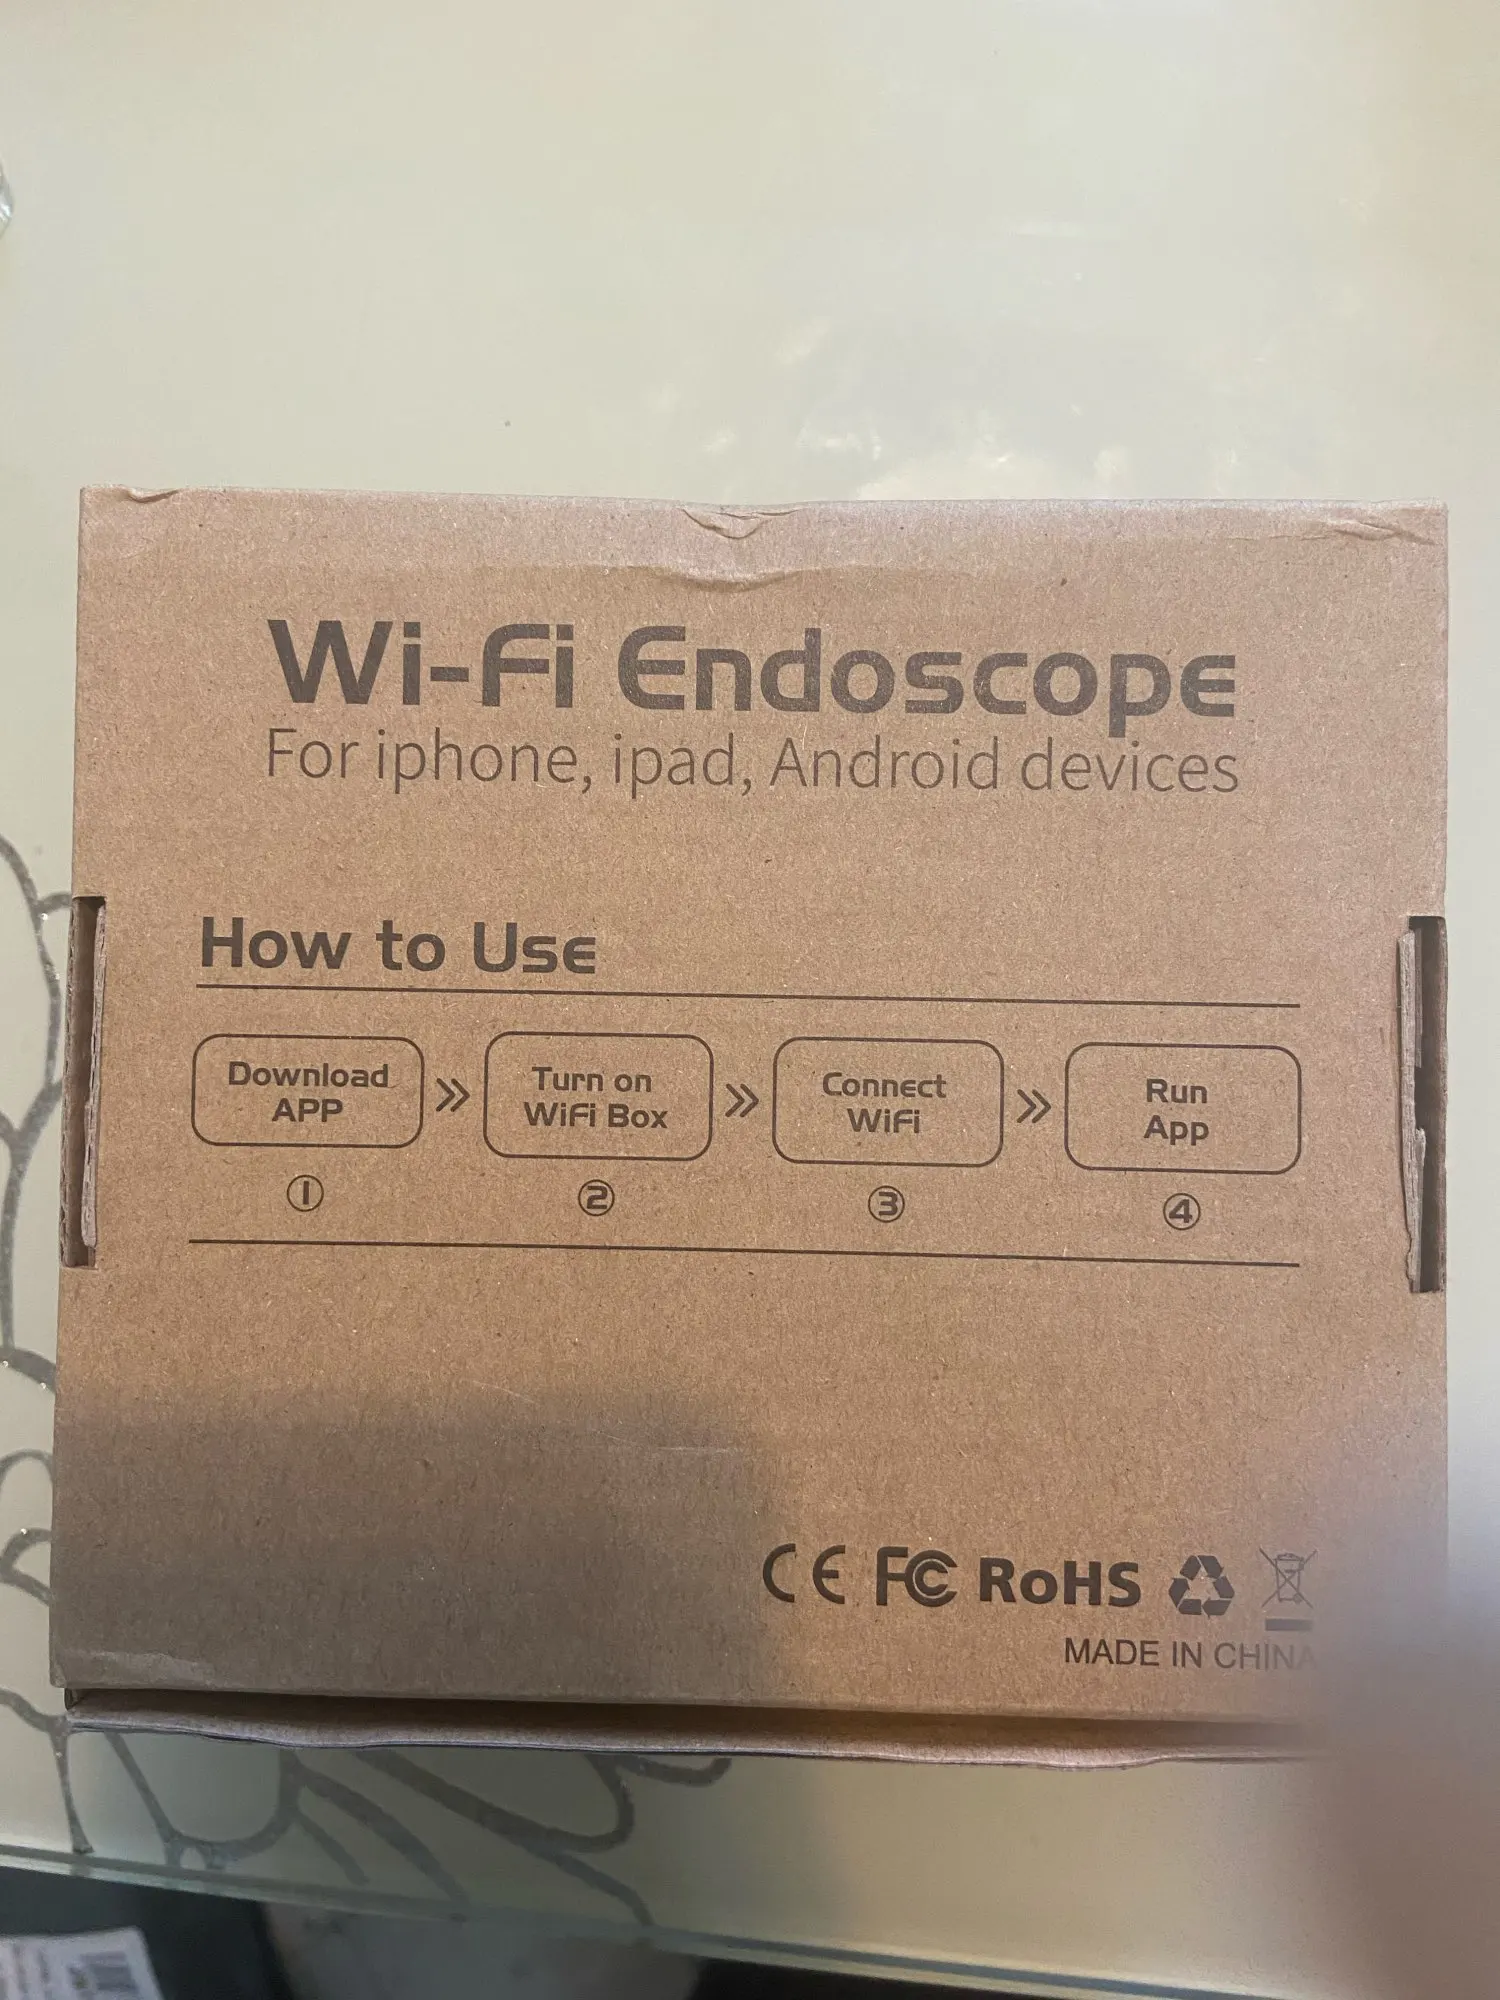 Wi-Fi Endoscope
For iphone, ipad, Android devices
How to Use
Download
APP
»
Turn on
WiFi Box
»
Connect
WiFi
»
Run
App
①
②
③
④
CE FC RoHS
MADE IN CHINA